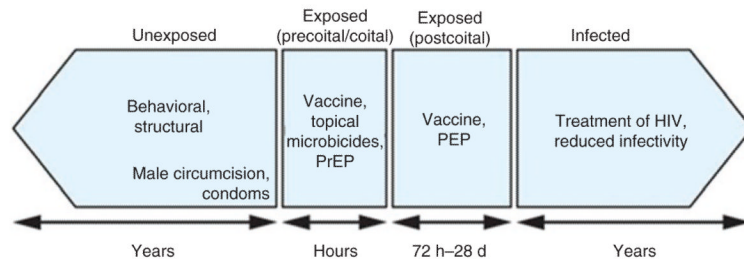 Unexposed
Exposed
(precoital/coital)
Exposed
(postcoital)
Infected
Behavioral,
structural
Male circumcision,
condoms
Vaccine,
topical
microbicides,
PrEP
Vaccine,
PEP
Treatment of HIV,
reduced infectivity
Years
Hours
72 h–28 d
Years